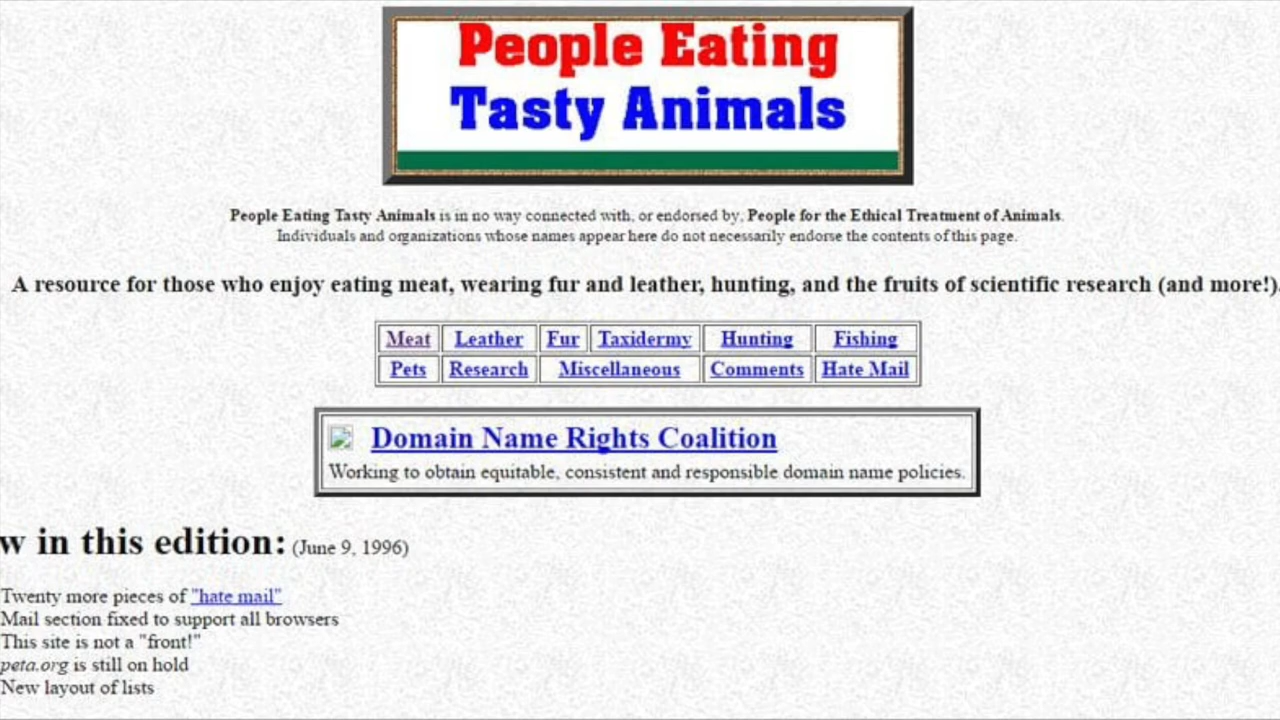 People Eating
Tasty Animals
People Eating Tasty Animals is in no way connected with, or endorsed by, People for the Ethical Treatment of Animals.
Individuals and organizations whose names appear here do not necessarily endorse the contents of this page.
A resource for those who enjoy eating meat, wearing fur and leather, hunting, and the fruits of scientific research (and more!).
Meat Leather Fur Taxidermy Hunting Fishing
Pets Research Miscellaneous Comments Hate Mail
Domain Name Rights Coalition
Working to obtain equitable, consistent and responsible domain name policies.
w in this edition: (June 9, 1996)
Twenty more pieces of "hate mail"
Mail section fixed to support all browsers
This site is not a "front!"
peta.org is still on hold
New layout of lists